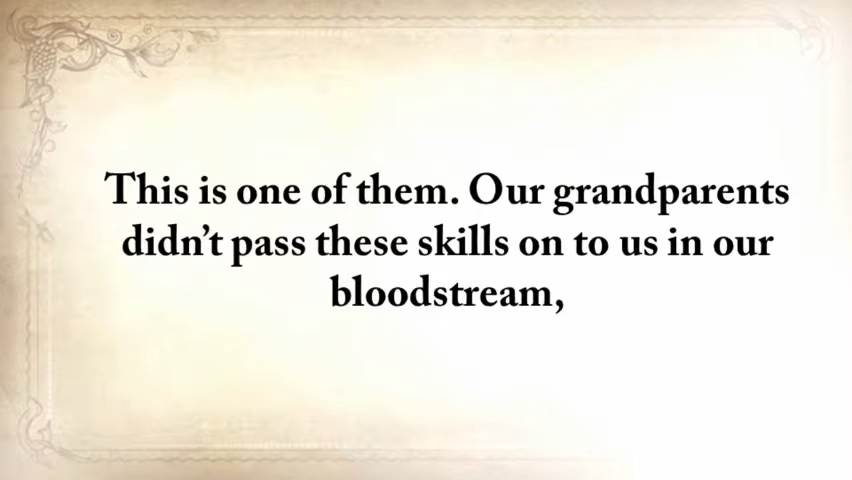 This is one of them. Our grandparents
didn’t pass these skills on to us in our
bloodstream,